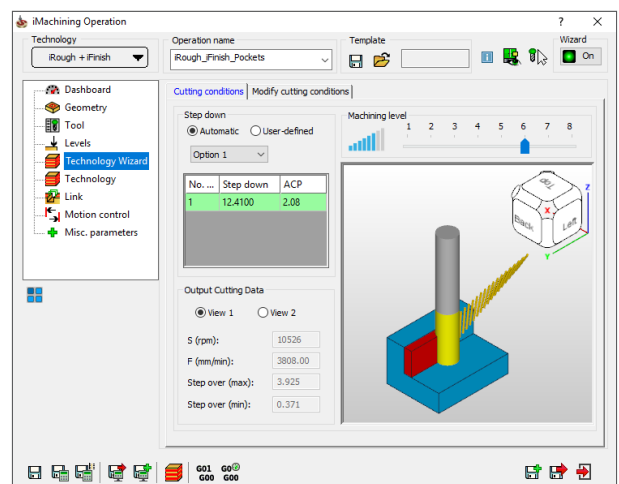 iMachining Operation
? ×
Technology
iRough + iFinish
Operation name
iRough_iFinish_Pockets
Template
Wizard
On
Dashboard
Geometry
Tool
Levels
Technology Wizard
Technology
Link
Motion control
Misc. parameters
Cutting conditions
Modify cutting conditions
Step down
Automatic
User-defined
Option 1
No. ... Step down ACP
1 12.4100 2.08
Output Cutting Data
View 1
View 2
S (rpm): 10526
F (mm/min): 3808.00
Step over (max): 3.925
Step over (min): 0.371
Machining level
1 2 3 4 5 6 7 8
Top
Back
Left
X
Y
Z
G01 G00
G00 G00